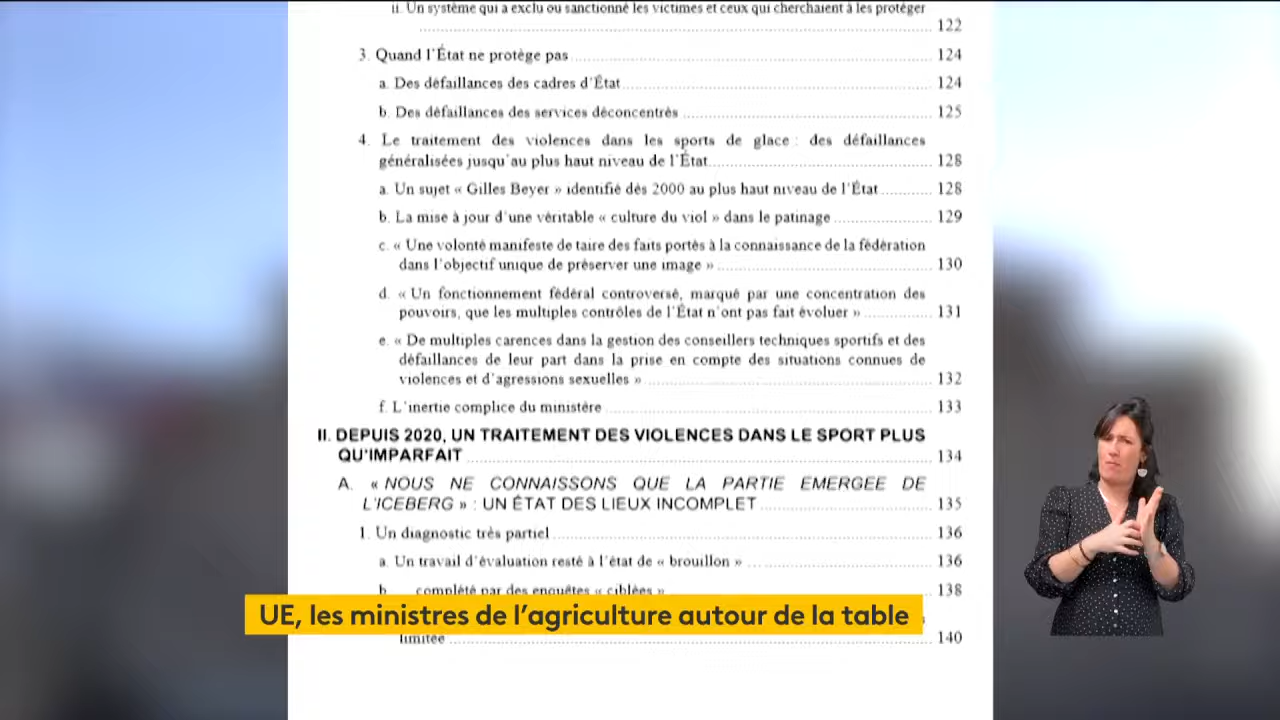 ii. Un système qui a exclu ou sanctionné les victimes et ceux qui cherchaient à les protéger
122
3. Quand l'État ne protège pas 124
a. Des défaillances des cadres d'État 124
b. Des défaillances des services déconcentrés 125
4. Le traitement des violences dans les sports de glace : des défaillances
généralisées jusqu'au plus haut niveau de l'État 128
a. Un sujet « Gilles Beyer » identifié dès 2000 au plus haut niveau de l'État 128
b. La mise à jour d'une véritable « culture du viol » dans le patinage 129
c. « Une volonté manifeste de taire des faits portés à la connaissance de la fédération
dans l'objectif unique de préserver une image » 130
d. « Un fonctionnement fédéral controversé, marqué par une concentration des
pouvoirs, que les multiples contrôles de l'État n'ont pas fait évoluer » 131
e. « De multiples carences dans la gestion des conseillers techniques sportifs et des
défaillances de leur part dans la prise en compte des situations connues de
violences et d'agressions sexuelles » 132
f. L'inertie complice du ministère 133
II. DEPUIS 2020, UN TRAITEMENT DES VIOLENCES DANS LE SPORT PLUS
QU'IMPARFAIT 134
A. « NOUS NE CONNAISSONS QUE LA PARTIE EMERGEE DE
L'ICEBERG » : UN ÉTAT DES LIEUX INCOMPLET 135
1. Un diagnostic très partiel 136
a. Un travail d'évaluation resté à l'état de « brouillon » 136
b. ... complété par des enquêtes « ciblées » 138
UE, les ministres de l'agriculture autour de la table
limitée 140